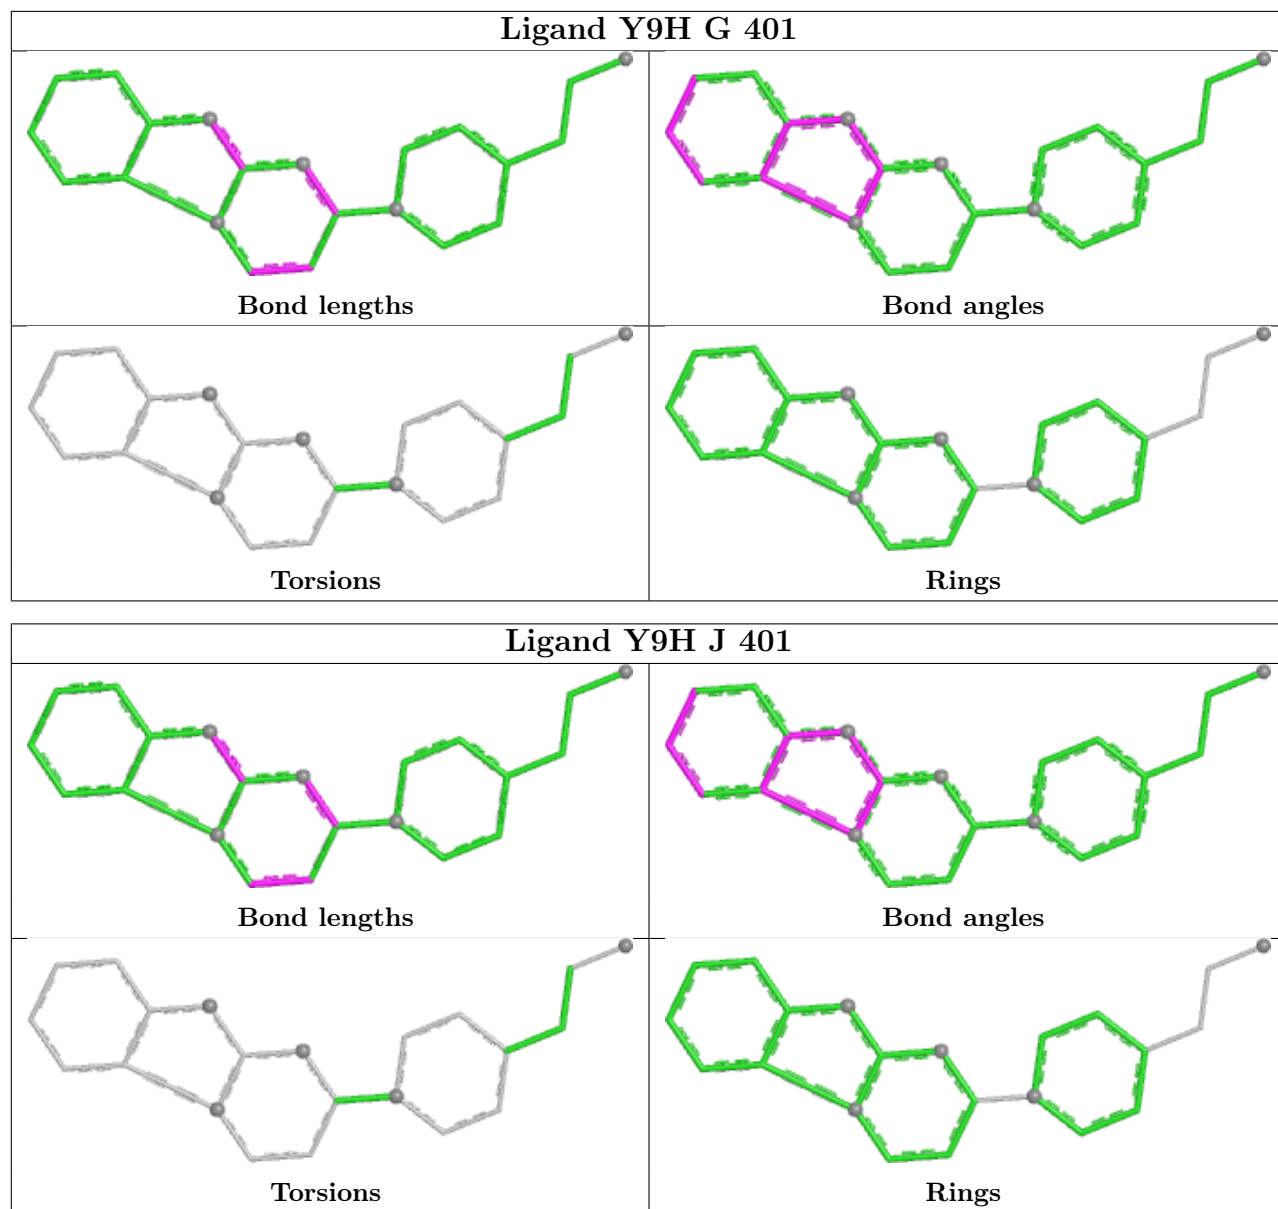 Ligand Y9H G 401
Bond lengths
Bond angles
Torsions
Rings
Ligand Y9H J 401
Bond lengths
Bond angles
Torsions
Rings